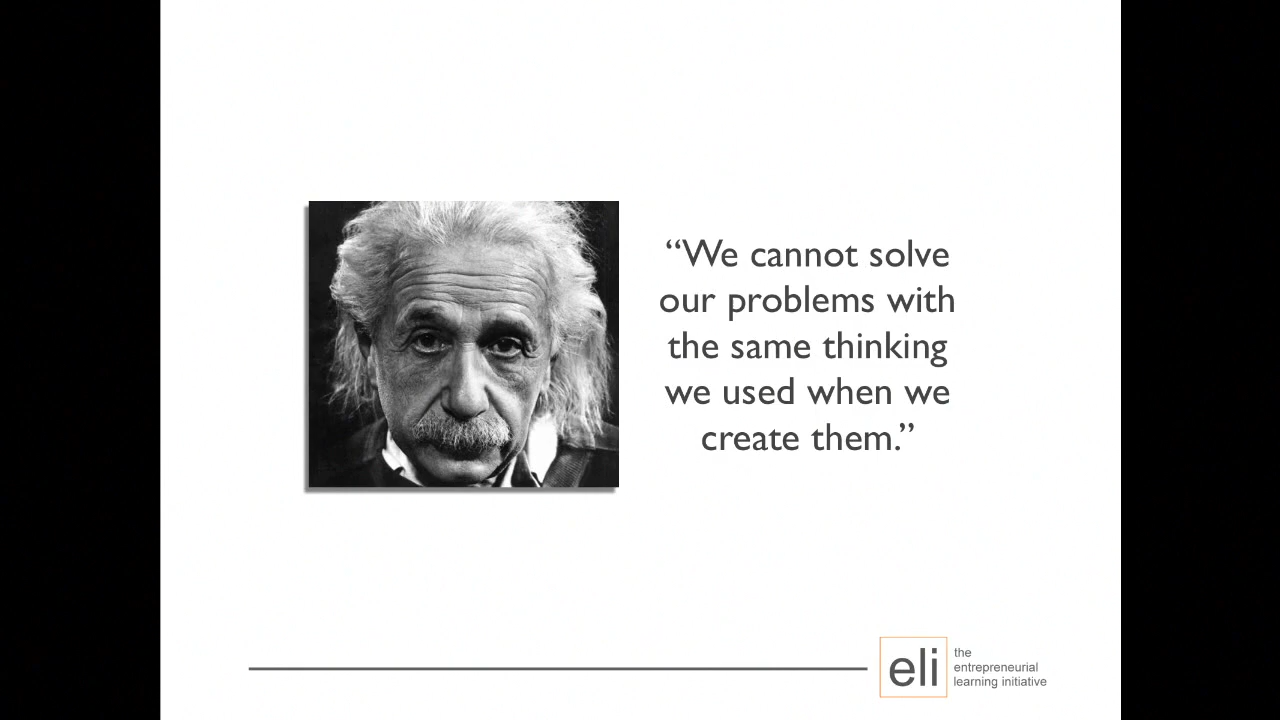 “We cannot solve
our problems with
the same thinking
we used when we
create them.”
eli
the
entrepreneurial
learning initiative